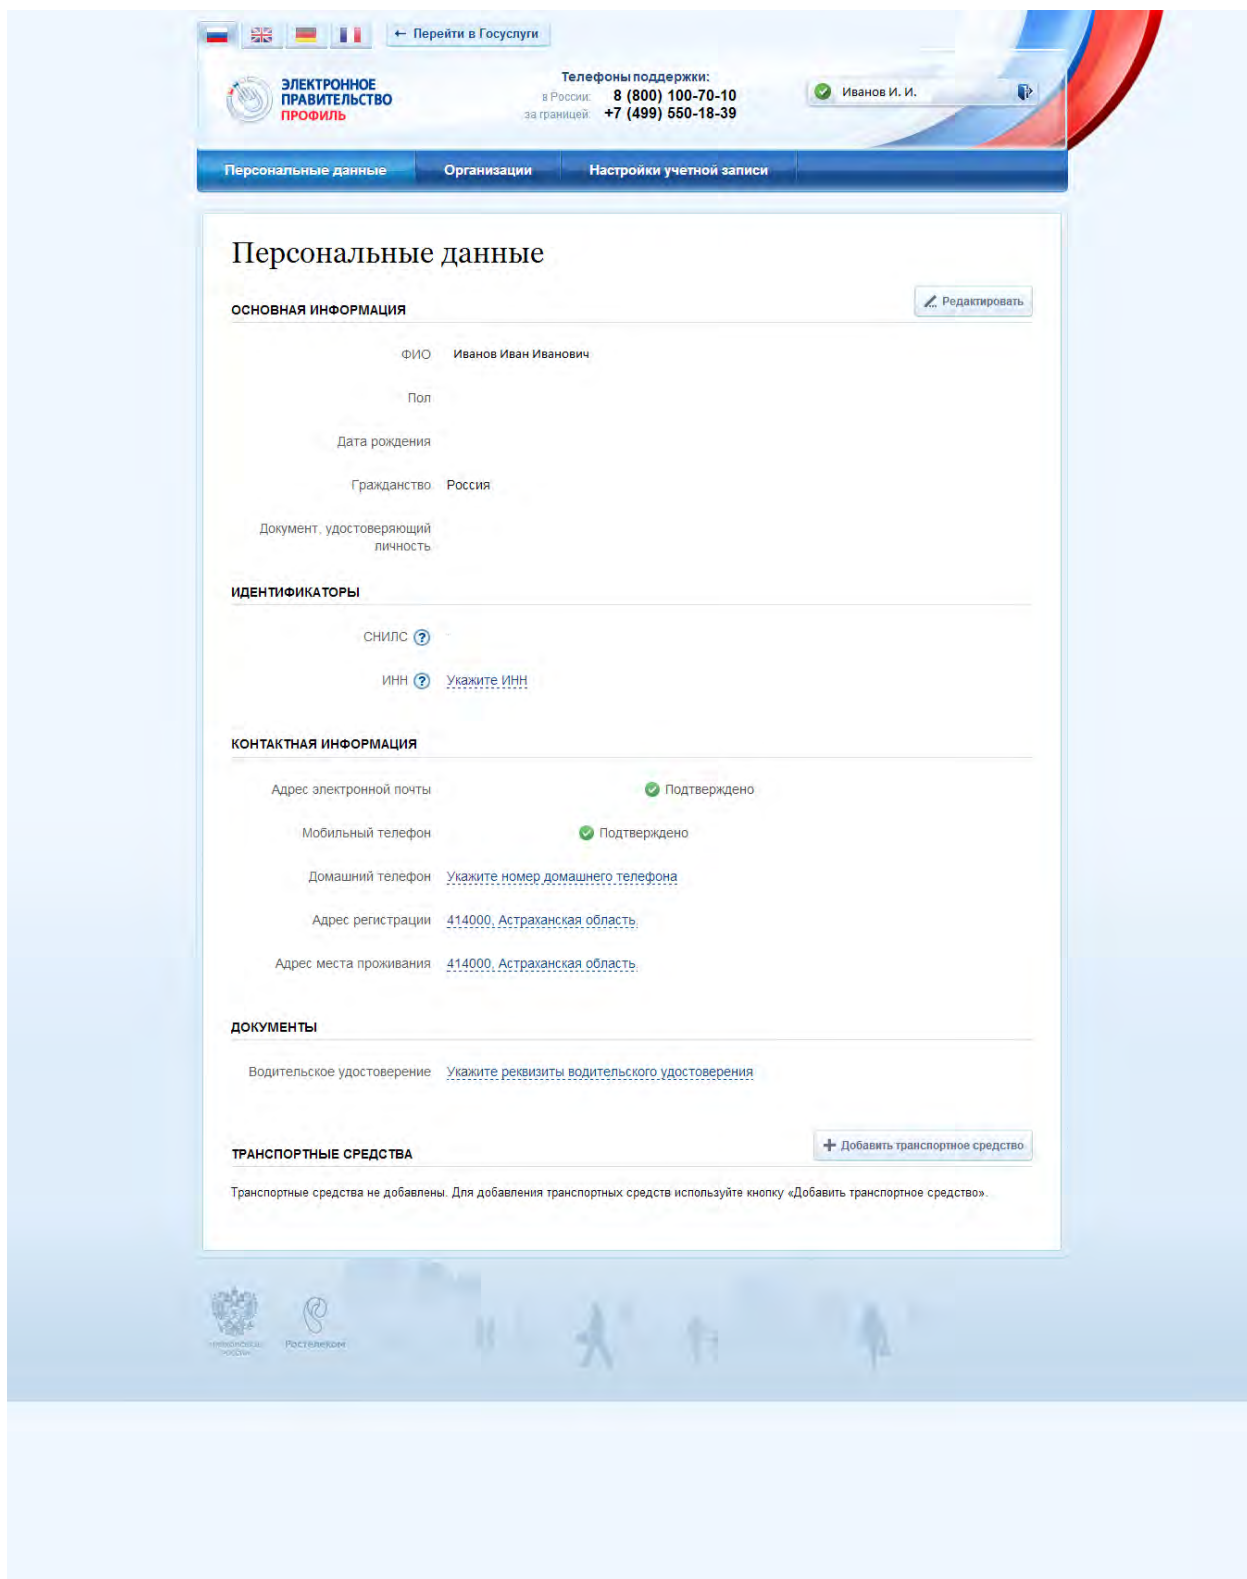 ← Перейти в Госуслуги
ЭЛЕКТРОННОЕ
ПРАВИТЕЛЬСТВО
ПРОФИЛЬ
Телефоны поддержки:
в России: 8 (800) 100-70-10
за границей: +7 (499) 550-18-39
Иванов И. И.
Персональные данные Организации Настройки учетной записи
Персональные данные
ОСНОВНАЯ ИНФОРМАЦИЯ
Редактировать
ФИО Иванов Иван Иванович
Пол
Дата рождения
Гражданство Россия
Документ, удостоверяющий
личность
ИДЕНТИФИКАТОРЫ
СНИЛС ?
ИНН ? Укажите ИНН
КОНТАКТНАЯ ИНФОРМАЦИЯ
Адрес электронной почты Подтверждено
Мобильный телефон Подтверждено
Домашний телефон Укажите номер домашнего телефона
Адрес регистрации 414000, Астраханская область,
Адрес места проживания 414000, Астраханская область,
ДОКУМЕНТЫ
Водительское удостоверение Укажите реквизиты водительского удостоверения
ТРАНСПОРТНЫЕ СРЕДСТВА
+ Добавить транспортное средство
Транспортные средства не добавлены. Для добавления транспортных средств используйте кнопку «Добавить транспортное средство».
Ростелеком